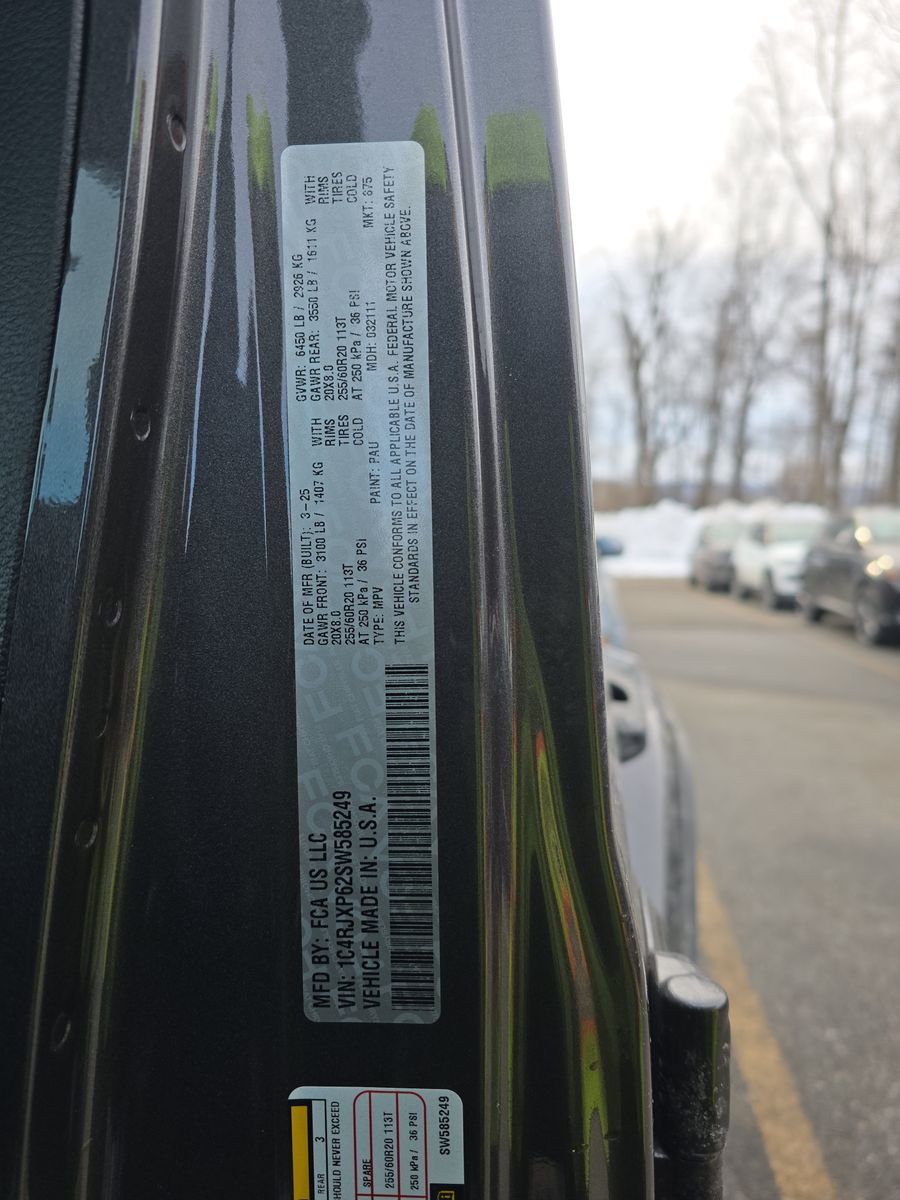 MFD BY: FCA US LLC
VIN: 1C4RJXP62SW585249
VEHICLE MADE IN: U.S.A.
DATE OF MFR (BUILT): 3-25 GVWR: 6450 LB / 2926 KG
GAWR FRONT: 3100 LB / 1407 KG WITH GAWR REAR: 3550 LB / 1611 KG WITH
20X8.0 RIMS 20X8.0 RIMS
255/60R20 113T TIRES 255/60R20 113T TIRES
AT 250 kPa / 36 PSI COLD AT 250 kPa / 36 PSI COLD
TYPE: MPV PAINT: PAU MDH: 032111 MKT: 875
THIS VEHICLE CONFORMS TO ALL APPLICABLE U.S.A. FEDERAL MOTOR VEHICLE SAFETY
STANDARDS IN EFFECT ON THE DATE OF MANUFACTURE SHOWN ABOVE.
REAR 3
HOULD NEVER EXCEED
SPARE
255/60R20 113T
250 kPa / 36 PSI
SW585249